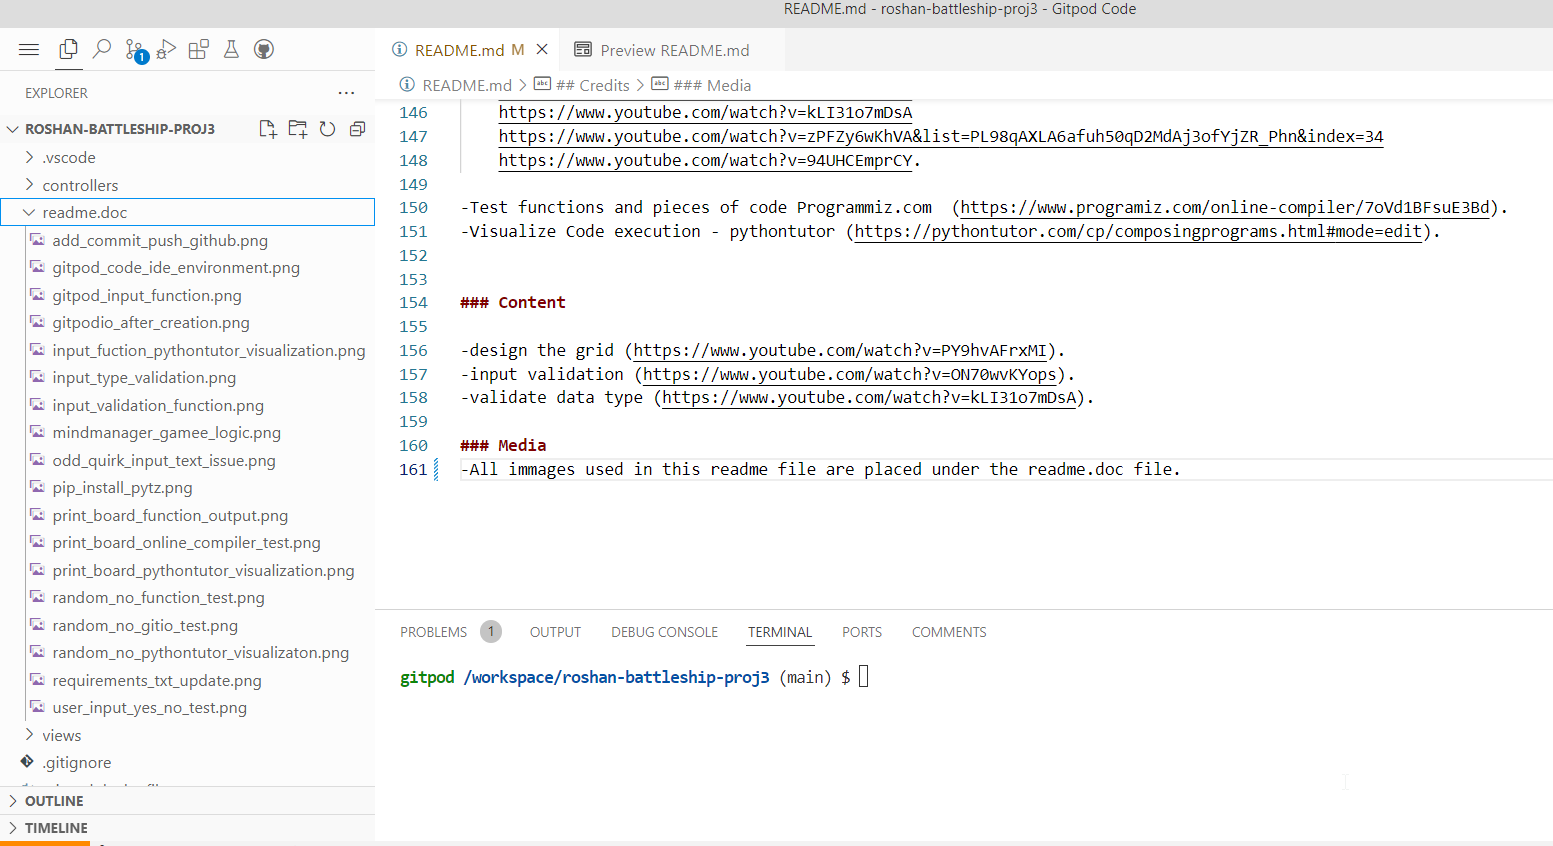 README.md - roshan-battleship-proj3 - Gitpod Code
1
README.md M
Preview README.md
EXPLORER
README.md > ## Credits > ### Media
ROSHAN-BATTLESHIP-PROJ3
.vscode
controllers
readme.doc
add_commit_push_github.png
gitpod_code_ide_environment.png
gitpod_input_function.png
gitpodio_after_creation.png
input_fuction_pythontutor_visualization.png
input_type_validation.png
input_validation_function.png
mindmanager_gamee_logic.png
odd_quirk_input_text_issue.png
pip_install_pytz.png
print_board_function_output.png
print_board_online_compiler_test.png
print_board_pythontutor_visualization.png
random_no_function_test.png
random_no_gitio_test.png
random_no_pythontutor_visualizaton.png
requirements_txt_update.png
user_input_yes_no_test.png
views
.gitignore
OUTLINE
TIMELINE
146 https://www.youtube.com/watch?v=kLI31o7mDsA
147 https://www.youtube.com/watch?v=zPFZy6wKhVA&list=PL98qAXLA6afuh50qD2MdAj3ofYjZR_Phn&index=34
148 https://www.youtube.com/watch?v=94UHCEmprCY.
149
150 -Test functions and pieces of code Programmiz.com  (https://www.programiz.com/online-compiler/7oVd1BFsuE3Bd).
151 -Visualize Code execution - pythontutor (https://pythontutor.com/cp/composingprograms.html#mode=edit).
152
153
154 ### Content
155
156 -design the grid (https://www.youtube.com/watch?v=PY9hvAFrxMI).
157 -input validation (https://www.youtube.com/watch?v=ON70wvKYops).
158 -validate data type (https://www.youtube.com/watch?v=kLI31o7mDsA).
159
160 ### Media
161 -All immages used in this readme file are placed under the readme.doc file.
PROBLEMS 1 OUTPUT DEBUG CONSOLE TERMINAL PORTS COMMENTS
gitpod /workspace/roshan-battleship-proj3 (main) $